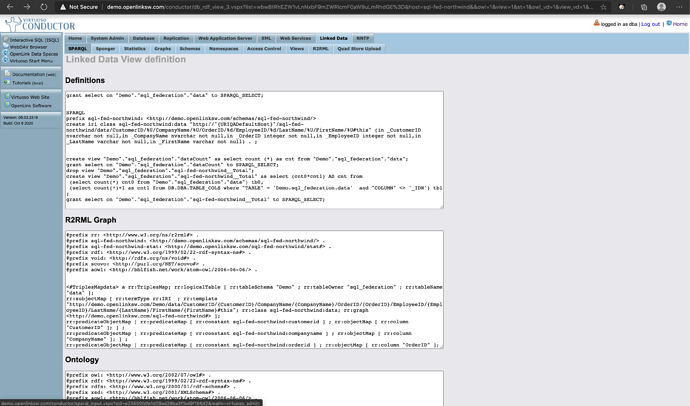 Not Secure
demo.openlinksw.com
/conductor/db_rdf_view_3.vspx?
Virtuoso
CONDUCTOR
logged in as dba | Log out | Home
Interactive SQL (ISQL)
WebDAV Browser
OpenLink Data Spaces
Virtuoso Start Menu
Documentation (web)
Tutorials (local)
Virtuoso Web Site
OpenLink Software
Version: 08.03.3319
Build: Oct 8 2020
Home System Admin Database Replication Web Application Server XML Web Services Linked Data NNTP
SPARQL Sponger Statistics Graphs Schemas Namespaces Access Control Views R2RML Quad Store Upload
Linked Data View definition
Definitions
grant select on "Demo"."sql_federation"."data" to SPARQL_SELECT;
SPARQL
prefix sql-fed-northwind: <http://demo.openlinksw.com/schemas/sql-fed-northwind/>
create iri class sql-fed-northwind:data "http://^{URIQADefaultHost}^/sql-fed-
northwind/data/CustomerID/%U/CompanyName/%U/OrderID/%d/EmployeeID/%d/LastName/%U/FirstName/%U#this" (in _CustomerID
nvarchar not null,in _CompanyName nvarchar not null,in _OrderID integer not null,in _EmployeeID integer not null,in
_LastName varchar not null,in _FirstName varchar not null) . ;
create view "Demo"."sql_federation"."dataCount" as select count (*) as cnt from "Demo"."sql_federation"."data";
grant select on "Demo"."sql_federation"."dataCount" to SPARQL_SELECT;
drop view "Demo"."sql_federation"."sql-fed-northwind__Total";
create view "Demo"."sql_federation"."sql-fed-northwind__Total" as select (cnt0*cnt1) AS cnt from
(select count(*) cnt0 from "Demo"."sql_federation"."data") tb0,
(select count(*)+1 as cnt1 from DB.DBA.TABLE_COLS where "TABLE" = 'Demo.sql_federation.data' and "COLUMN" <> '_IDN') tb1
;
grant select on "Demo"."sql_federation"."sql-fed-northwind__Total" to SPARQL_SELECT;
R2RML Graph
@prefix rr: <http://www.w3.org/ns/r2rml#> .
@prefix sql-fed-northwind: <http://demo.openlinksw.com/schemas/sql-fed-northwind/> .
@prefix sql-fed-northwind-stat: <http://demo.openlinksw.com/sql-fed-northwind/stat#> .
@prefix rdf: <http://www.w3.org/1999/02/22-rdf-syntax-ns#> .
@prefix void: <http://rdfs.org/ns/void#> .
@prefix scovo: <http://purl.org/NET/scovo#> .
@prefix aowl: <http://bblfish.net/work/atom-owl/2006-06-06/> .
<#TriplesMapdata> a rr:TriplesMap; rr:logicalTable [ rr:tableSchema "Demo" ; rr:tableOwner "sql_federation" ; rr:tableName
"data" ];
rr:subjectMap [ rr:termType rr:IRI ; rr:template
"http://demo.openlinksw.com/Demo/data/CustomerID/{CustomerID}/CompanyName/{CompanyName}/OrderID/{OrderID}/EmployeeID/{Empl
oyeeID}/LastName/{LastName}/FirstName/{FirstName}#this"; rr:class sql-fed-northwind:data; rr:graph
<http://demo.openlinksw.com/sql-fed-northwind#> ];
rr:predicateObjectMap [ rr:predicateMap [ rr:constant sql-fed-northwind:customerid ] ; rr:objectMap [ rr:column
"CustomerID" ]; ] ;
rr:predicateObjectMap [ rr:predicateMap [ rr:constant sql-fed-northwind:companyname ] ; rr:objectMap [ rr:column
"CompanyName" ]; ] ;
rr:predicateObjectMap [ rr:predicateMap [ rr:constant sql-fed-northwind:orderid ] ; rr:objectMap [ rr:column "OrderID" ];
Ontology
@prefix owl: <http://www.w3.org/2002/07/owl#> .
@prefix rdf: <http://www.w3.org/1999/02/22-rdf-syntax-ns#> .
@prefix rdfs: <http://www.w3.org/2000/01/rdf-schema#> .
@prefix xsd: <http://www.w3.org/2001/XMLSchema#> .